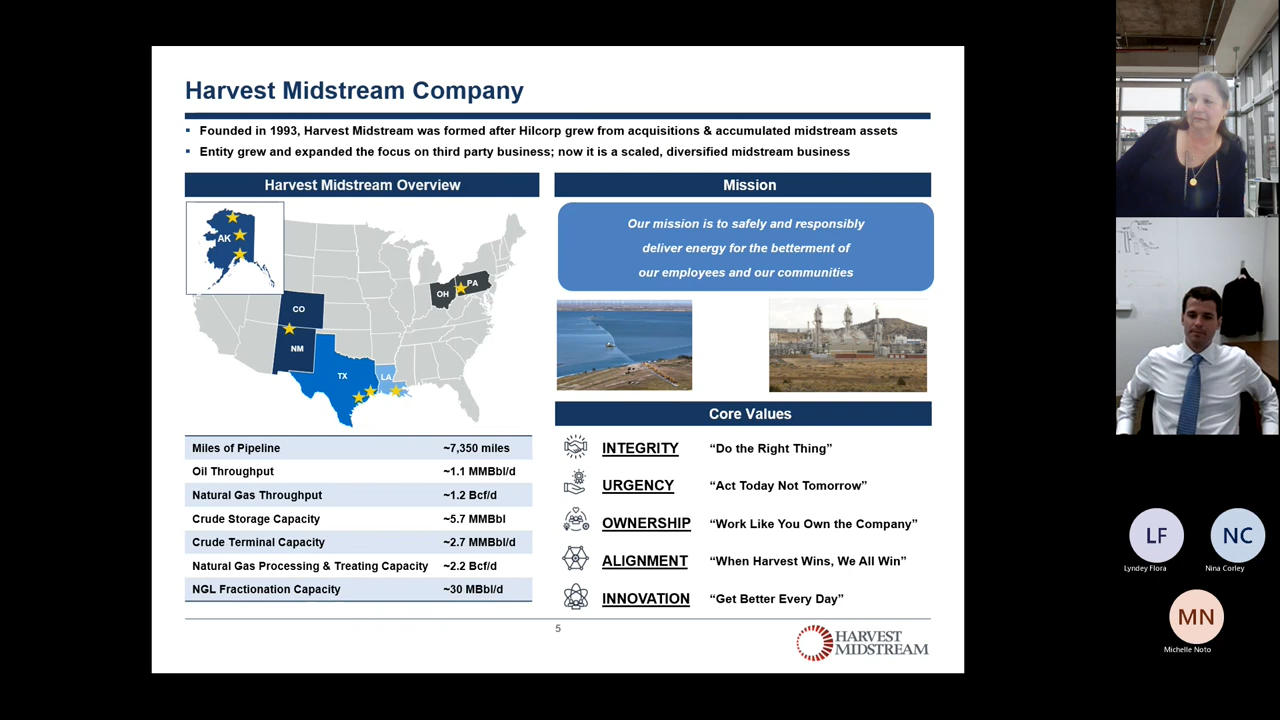 Harvest Midstream Company
▪ Founded in 1993, Harvest Midstream was formed after Hilcorp grew from acquisitions & accumulated midstream assets
▪ Entity grew and expanded the focus on third party business; now it is a scaled, diversified midstream business
Harvest Midstream Overview
AK
CO
NM
TX
LA
OH
PA
Miles of Pipeline ~7,350 miles
Oil Throughput ~1.1 MMBbl/d
Natural Gas Throughput ~1.2 Bcf/d
Crude Storage Capacity ~5.7 MMBbl
Crude Terminal Capacity ~2.7 MMBbl/d
Natural Gas Processing & Treating Capacity ~2.2 Bcf/d
NGL Fractionation Capacity ~30 MBbl/d
Mission
Our mission is to safely and responsibly
deliver energy for the betterment of
our employees and our communities
Core Values
INTEGRITY “Do the Right Thing”
URGENCY “Act Today Not Tomorrow”
OWNERSHIP “Work Like You Own the Company”
ALIGNMENT “When Harvest Wins, We All Win”
INNOVATION “Get Better Every Day”
5
HARVEST
MIDSTREAM
LF
Lyndey Flora
NC
Nina Corley
MN
Michelle Noto